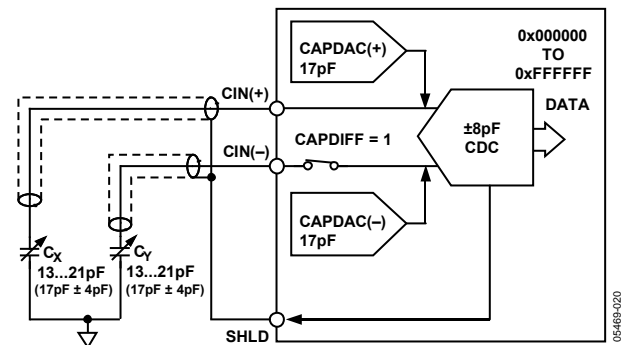 CAPDAC(+)
17pF
0x000000
TO
0xFFFFFF
DATA
CIN(+)
CIN(–)
CAPDIFF = 1
±8pF
CDC
CAPDAC(–)
17pF
CX
13...21pF
(17pF ± 4pF)
CY
13...21pF
(17pF ± 4pF)
SHLD
05469-020